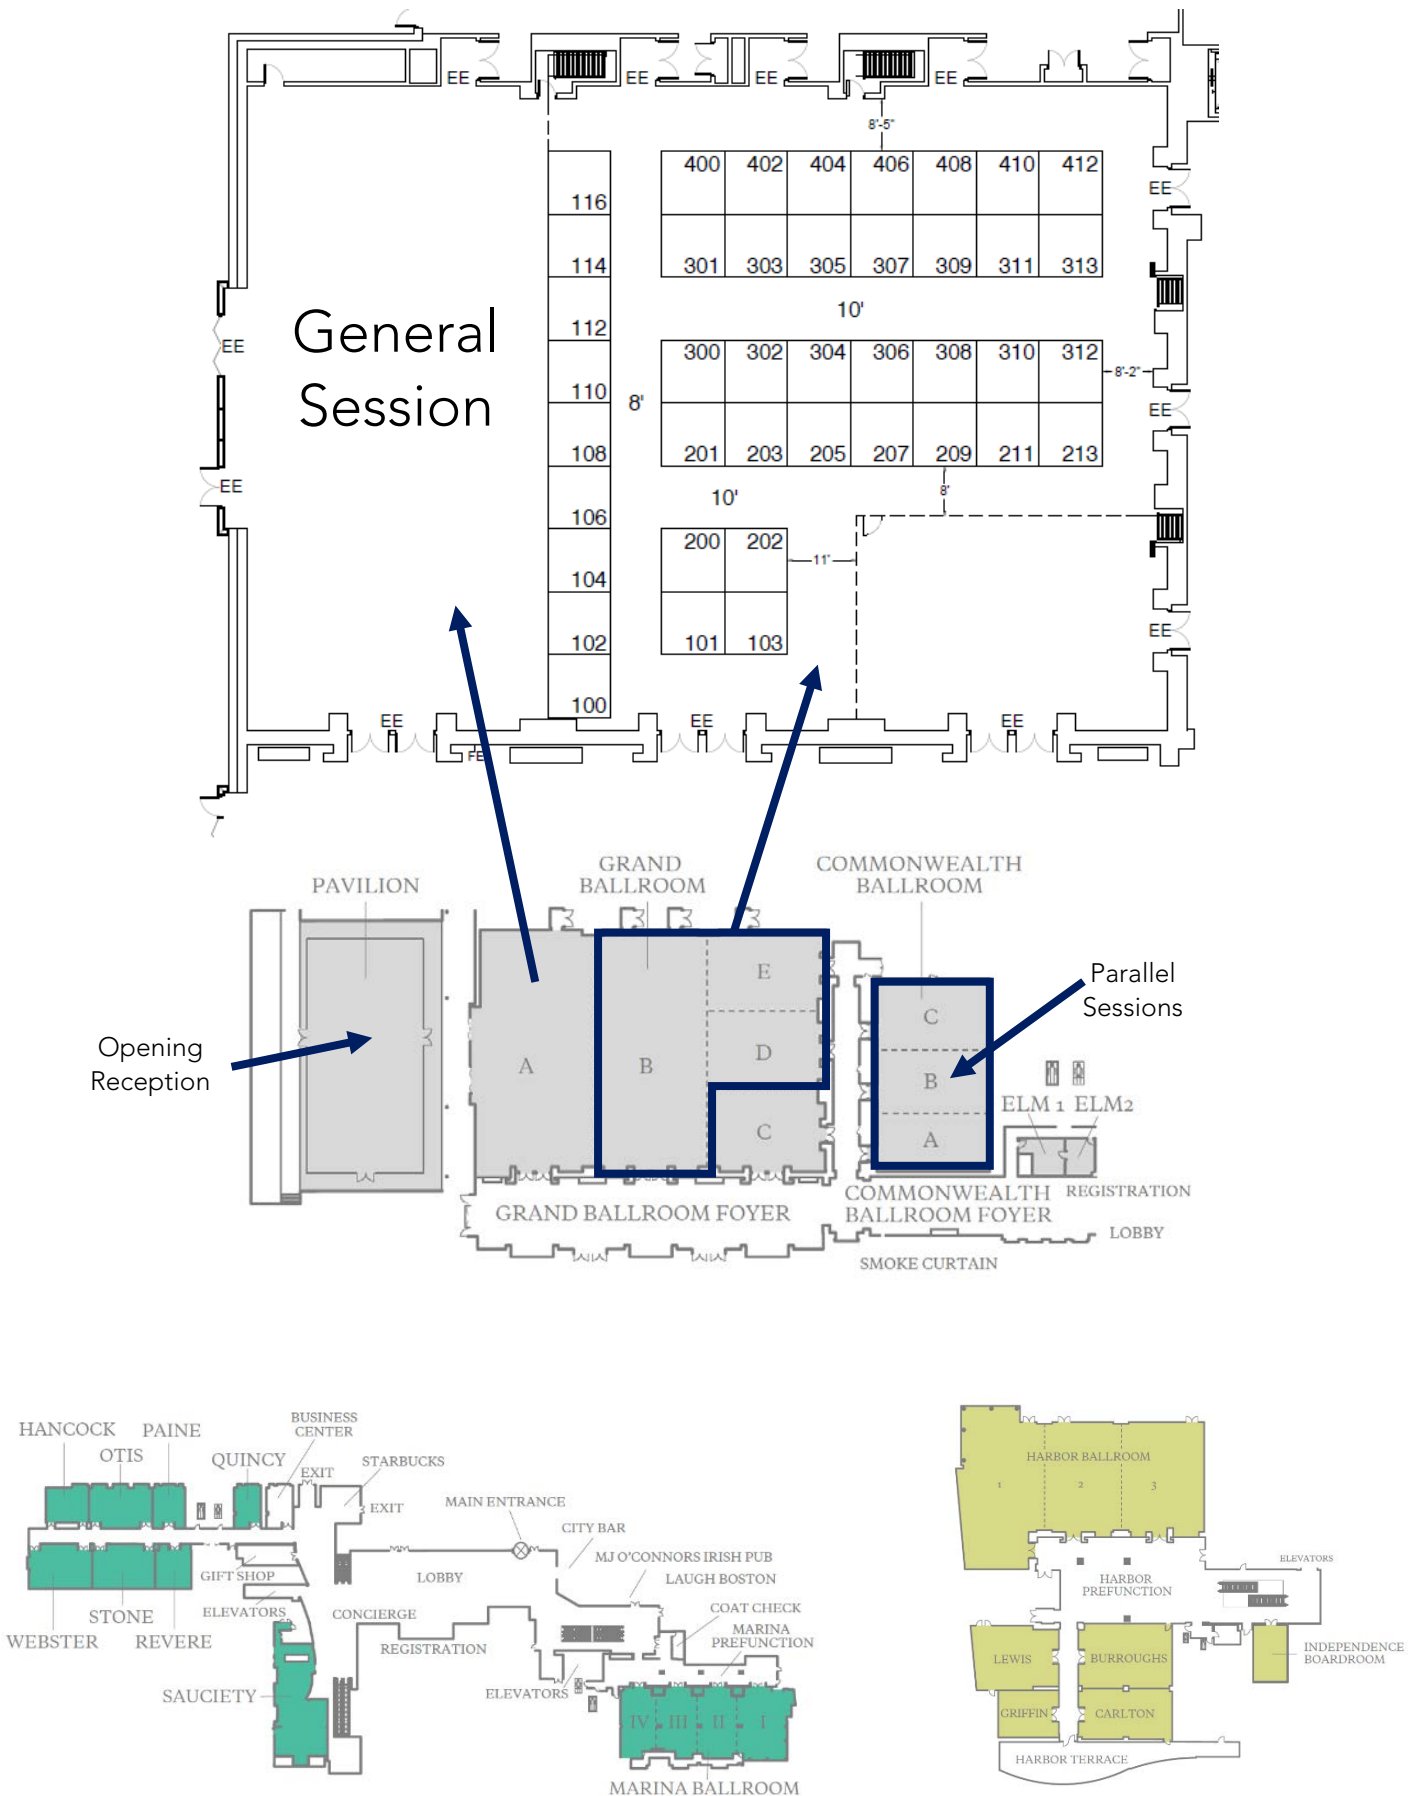 EE
EE
EE
EE
8'-5"
400 402 404 406 408 410 412
116
EE
301 303 305 307 309 311 313
114
10'
General
Session
112
EE
300 302 304 306 308 310 312
8'-2"
110
8'
EE
108
201 203 205 207 209 211 213
EE
10'
8'
106
200 202
11'
104
101 103
102
EE
100
EE
EE
EE
FE
GRAND
BALLROOM
COMMONWEALTH
BALLROOM
PAVILION
Parallel
Sessions
Opening
Reception
A
B
E
D
C
C
B
A
ELM 1 ELM2
REGISTRATION
GRAND BALLROOM FOYER
COMMONWEALTH
BALLROOM FOYER
LOBBY
SMOKE CURTAIN
HANCOCK
OTIS
PAINE
QUINCY
BUSINESS
CENTER
EXIT
STARBUCKS
EXIT
MAIN ENTRANCE
CITY BAR
MJ O'CONNORS IRISH PUB
LAUGH BOSTON
COAT CHECK
MARINA
PREFUNCTION
GIFT SHOP
ELEVATORS
LOBBY
CONCIERGE
REGISTRATION
WEBSTER
STONE
REVERE
SAUCIETY
ELEVATORS
IV III II I
MARINA BALLROOM
HARBOR BALLROOM
1 2 3
HARBOR
PREFUNCTION
ELEVATORS
LEWIS
BURROUGHS
INDEPENDENCE
BOARDROOM
GRIFFIN
CARLTON
HARBOR TERRACE